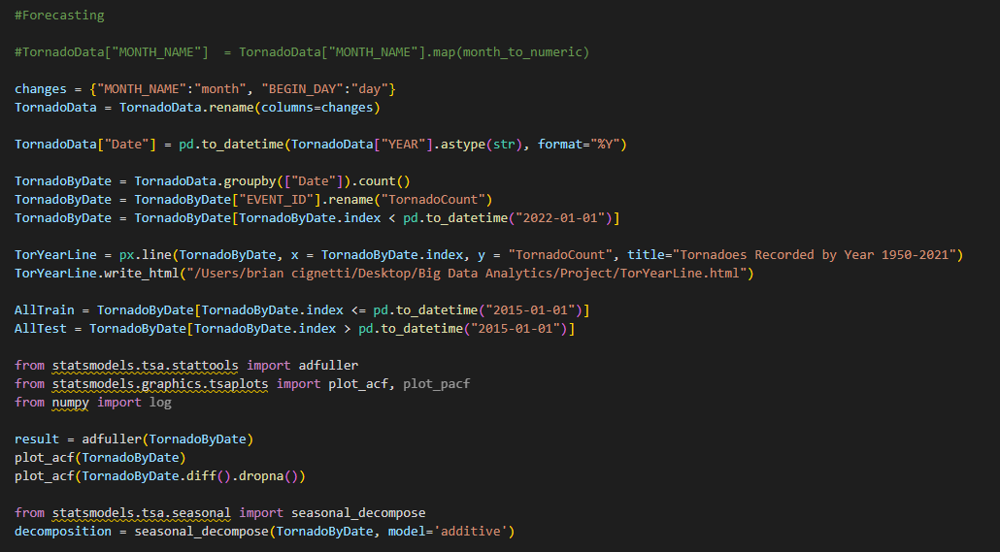 #Forecasting
#TornadoData["MONTH_NAME"]  = TornadoData["MONTH_NAME"].map(month_to_numeric)
changes = {"MONTH_NAME":"month", "BEGIN_DAY":"day"}
TornadoData = TornadoData.rename(columns=changes)
TornadoData["Date"] = pd.to_datetime(TornadoData["YEAR"].astype(str), format="%Y")
TornadoByDate = TornadoData.groupby(["Date"]).count()
TornadoByDate = TornadoByDate["EVENT_ID"].rename("TornadoCount")
TornadoByDate = TornadoByDate[TornadoByDate.index < pd.to_datetime("2022-01-01")]
TorYearLine = px.line(TornadoByDate, x = TornadoByDate.index, y = "TornadoCount", title="Tornadoes Recorded by Year 1950-2021")
TorYearLine.write_html("/Users/brian cignetti/Desktop/Big Data Analytics/Project/TorYearLine.html")
AllTrain = TornadoByDate[TornadoByDate.index <= pd.to_datetime("2015-01-01")]
AllTest = TornadoByDate[TornadoByDate.index > pd.to_datetime("2015-01-01")]
from statsmodels.tsa.stattools import adfuller
from statsmodels.graphics.tsaplots import plot_acf, plot_pacf
from numpy import log
result = adfuller(TornadoByDate)
plot_acf(TornadoByDate)
plot_acf(TornadoByDate.diff().dropna())
from statsmodels.tsa.seasonal import seasonal_decompose
decomposition = seasonal_decompose(TornadoByDate, model='additive')